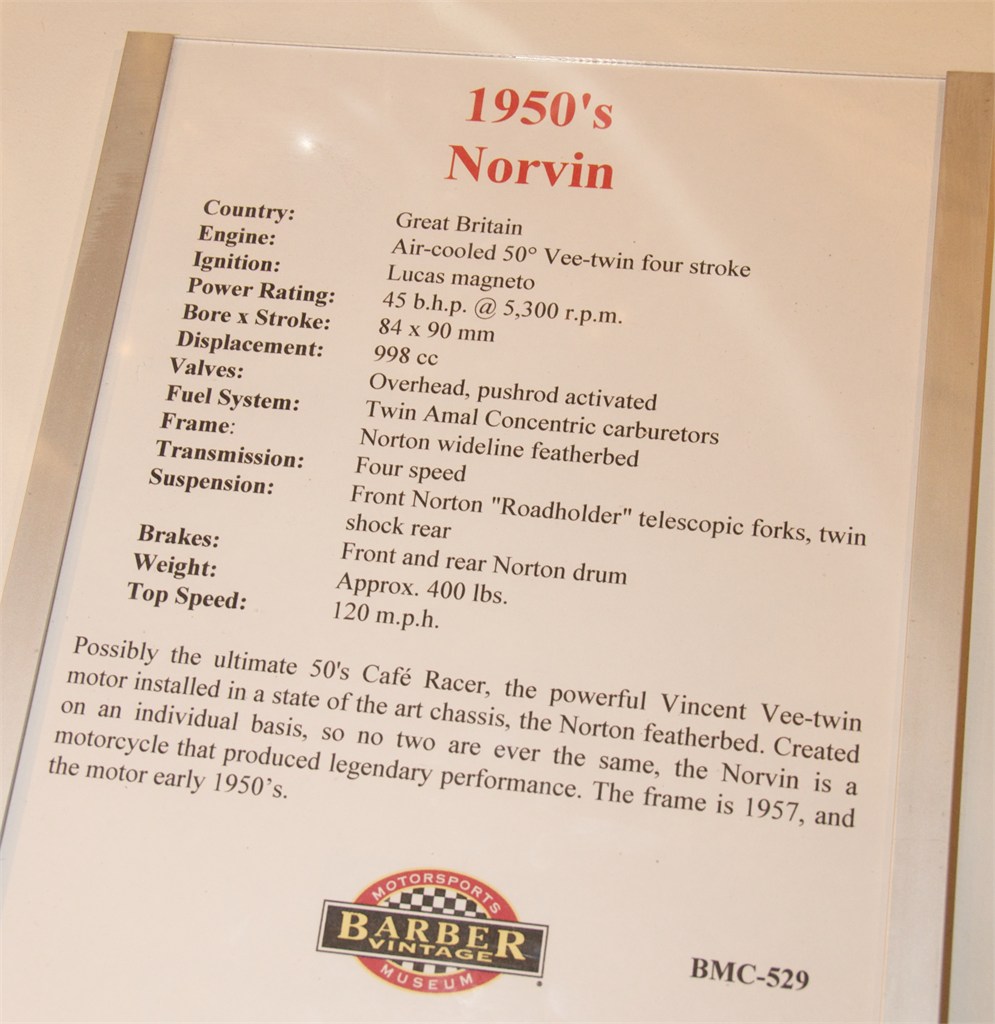 1950's
Norvin
Country: Great Britain
Engine: Air-cooled 50° Vee-twin four stroke
Ignition: Lucas magneto
Power Rating: 45 b.h.p. @ 5,300 r.p.m.
Bore x Stroke: 84 x 90 mm
Displacement: 998 cc
Valves: Overhead, pushrod activated
Fuel System: Twin Amal Concentric carburetors
Frame: Norton wideline featherbed
Transmission: Four speed
Suspension: Front Norton "Roadholder" telescopic forks, twin
shock rear
Brakes: Front and rear Norton drum
Weight: Approx. 400 lbs.
Top Speed: 120 m.p.h.
Possibly the ultimate 50's Café Racer, the powerful Vincent Vee-twin
motor installed in a state of the art chassis, the Norton featherbed. Created
on an individual basis, so no two are ever the same, the Norvin is a
motorcycle that produced legendary performance. The frame is 1957, and
the motor early 1950’s.
MOTORSPORTS
BARBER
VINTAGE
MUSEUM
BMC-529